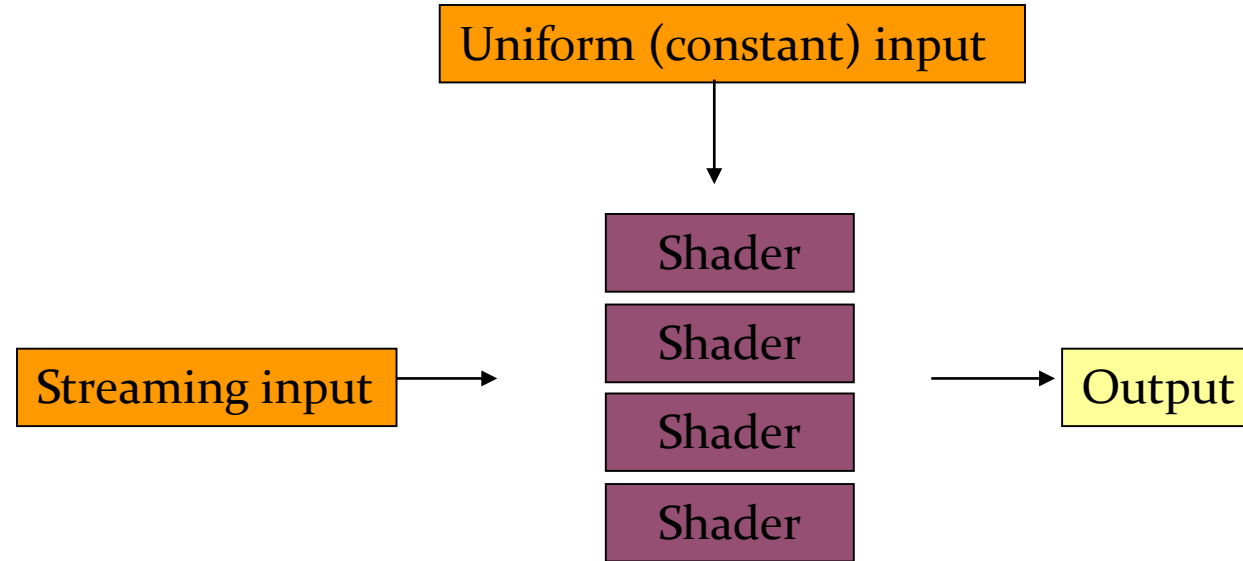 Uniform (constant) input
Shader
Shader
Streaming input
Output
Shader
Shader